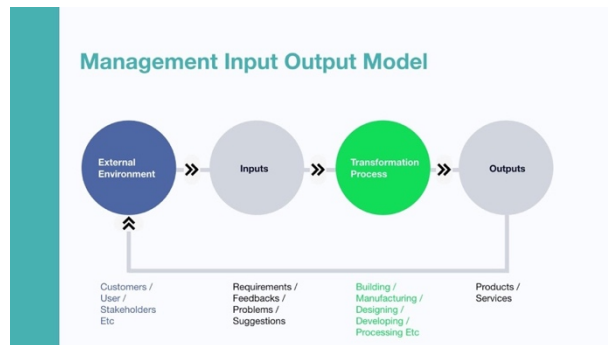 Management Input Output Model
External
Environment
Inputs
Transformation
Process
Outputs
Customers /
User /
Stakeholders
Etc
Requirements /
Feedbacks /
Problems /
Suggestions
Building /
Manufacturing /
Designing /
Developing /
Processing Etc
Products /
Services